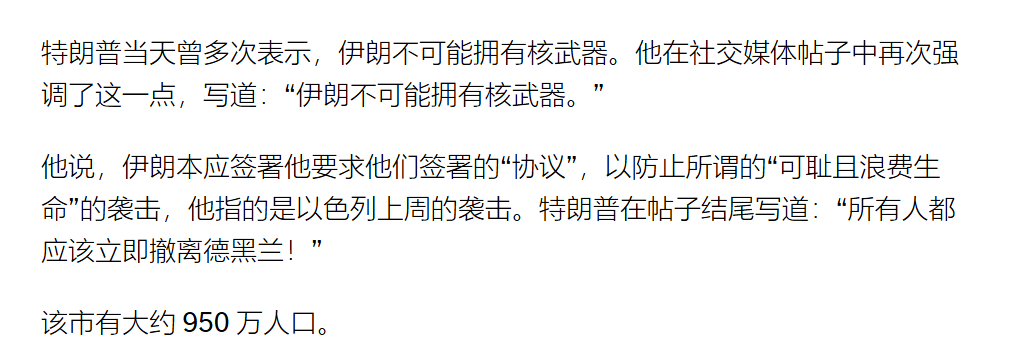 特朗普当天曾多次表示，伊朗不可能拥有核武器。他在社交媒体帖子中再次强
调了这一点，写道：“伊朗不可能拥有核武器。”
他说，伊朗本应签署他要求他们签署的“协议”，以防止所谓的“可耻且浪费生
命”的袭击，他指的是以色列上周的袭击。特朗普在帖子结尾写道：“所有人都
应该立即撤离德黑兰！”
该市有大约 950 万人口。